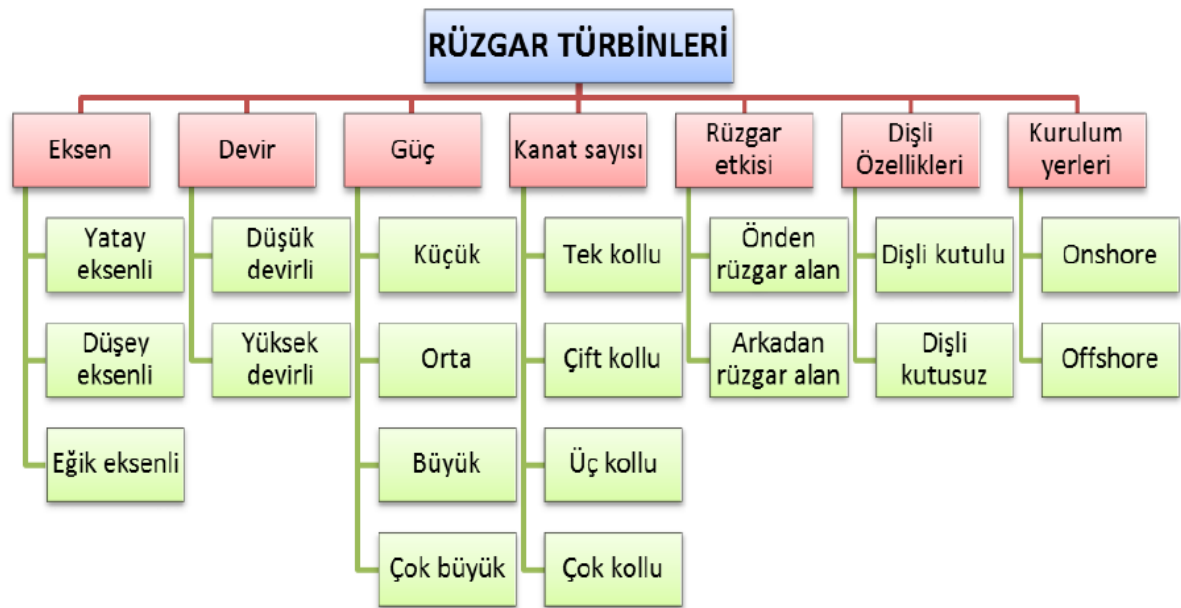 RÜZGAR TÜRBİNLERİ
Eksen
Yatay
eksenli
Düşey
eksenli
Eğik eksenli
Devir
Düşük
devirli
Yüksek
devirli
Güç
Küçük
Orta
Büyük
Çok büyük
Kanat sayısı
Tek kollu
Çift kollu
Üç kollu
Çok kollu
Rüzgar
etkisi
Önden
rüzgar alan
Arkadan
rüzgar alan
Dişli
Özellikleri
Dişli kutulu
Dişli
kutusuz
Kurulum
yerleri
Onshore
Offshore